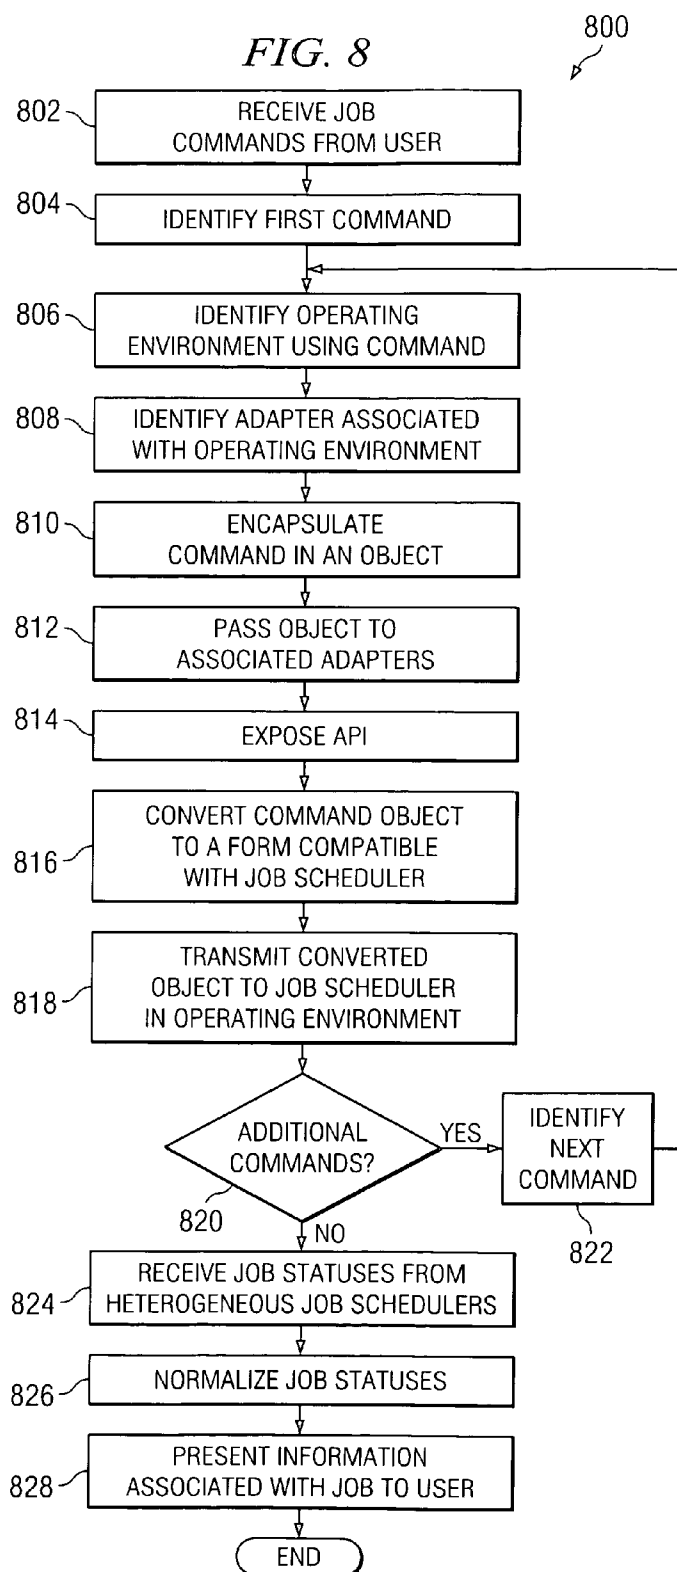 FIG. 8
800
802
RECEIVE JOB
COMMANDS FROM USER
804
IDENTIFY FIRST COMMAND
806
IDENTIFY OPERATING
ENVIRONMENT USING COMMAND
808
IDENTIFY ADAPTER ASSOCIATED
WITH OPERATING ENVIRONMENT
810
ENCAPSULATE
COMMAND IN AN OBJECT
812
PASS OBJECT TO
ASSOCIATED ADAPTERS
814
EXPOSE API
816
CONVERT COMMAND OBJECT
TO A FORM COMPATIBLE
WITH JOB SCHEDULER
818
TRANSMIT CONVERTED
OBJECT TO JOB SCHEDULER
IN OPERATING ENVIRONMENT
ADDITIONAL
COMMANDS?
820
YES
IDENTIFY
NEXT
COMMAND
822
NO
824
RECEIVE JOB STATUSES FROM
HETEROGENEOUS JOB SCHEDULERS
826
NORMALIZE JOB STATUSES
828
PRESENT INFORMATION
ASSOCIATED WITH JOB TO USER
END